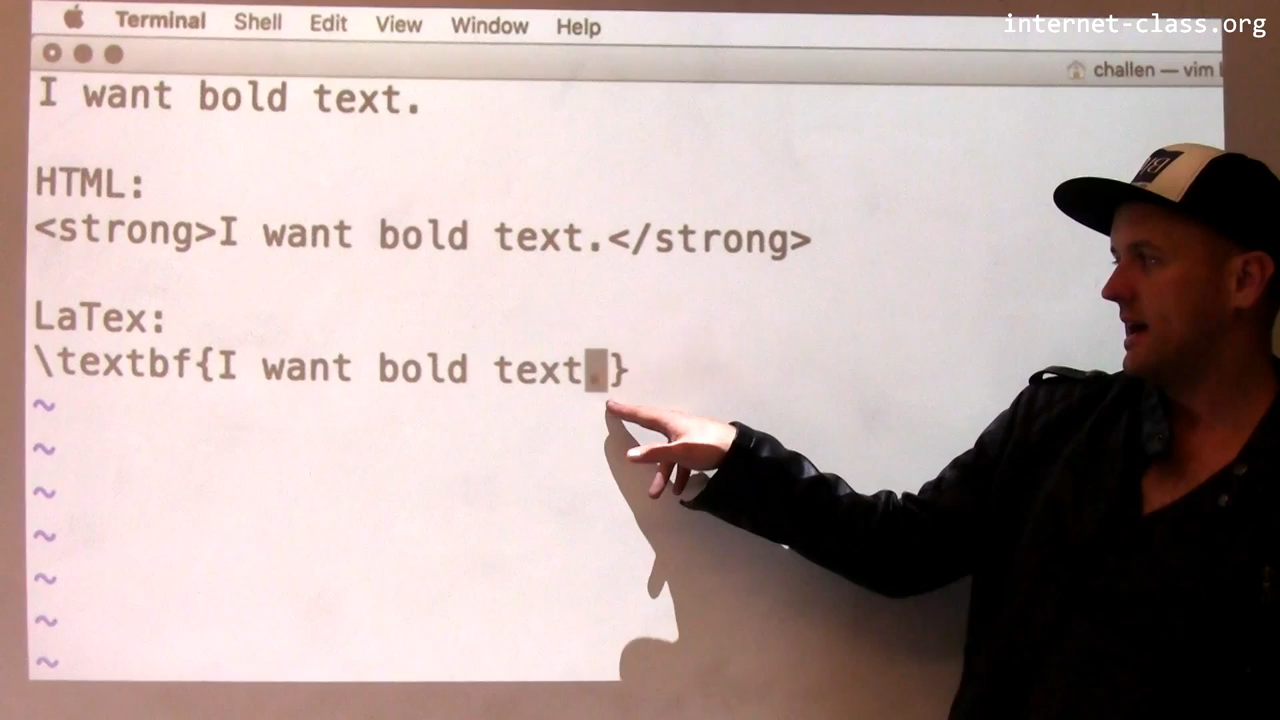 Terminal Shell Edit View Window Help
internet-class.org
challen — vim
I want bold text.
HTML:
<strong>I want bold text.</strong>
LaTex:
\textbf{I want bold text.}
~
~
~
~
~
~
~